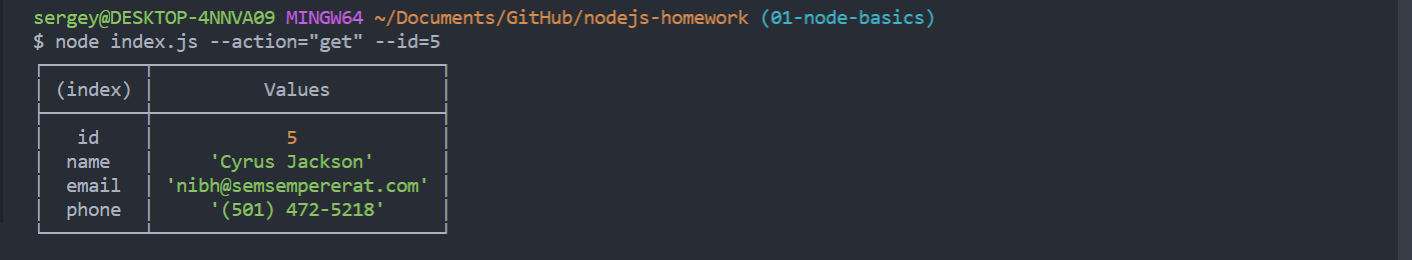 sergey@DESKTOP-4NNVA09 MINGW64 ~/Documents/GitHub/nodejs-homework (01-node-basics)
$ node index.js --action="get" --id=5
(index) Values
id 5
name 'Cyrus Jackson'
email 'nibh@semsempererat.com'
phone '(501) 472-5218'